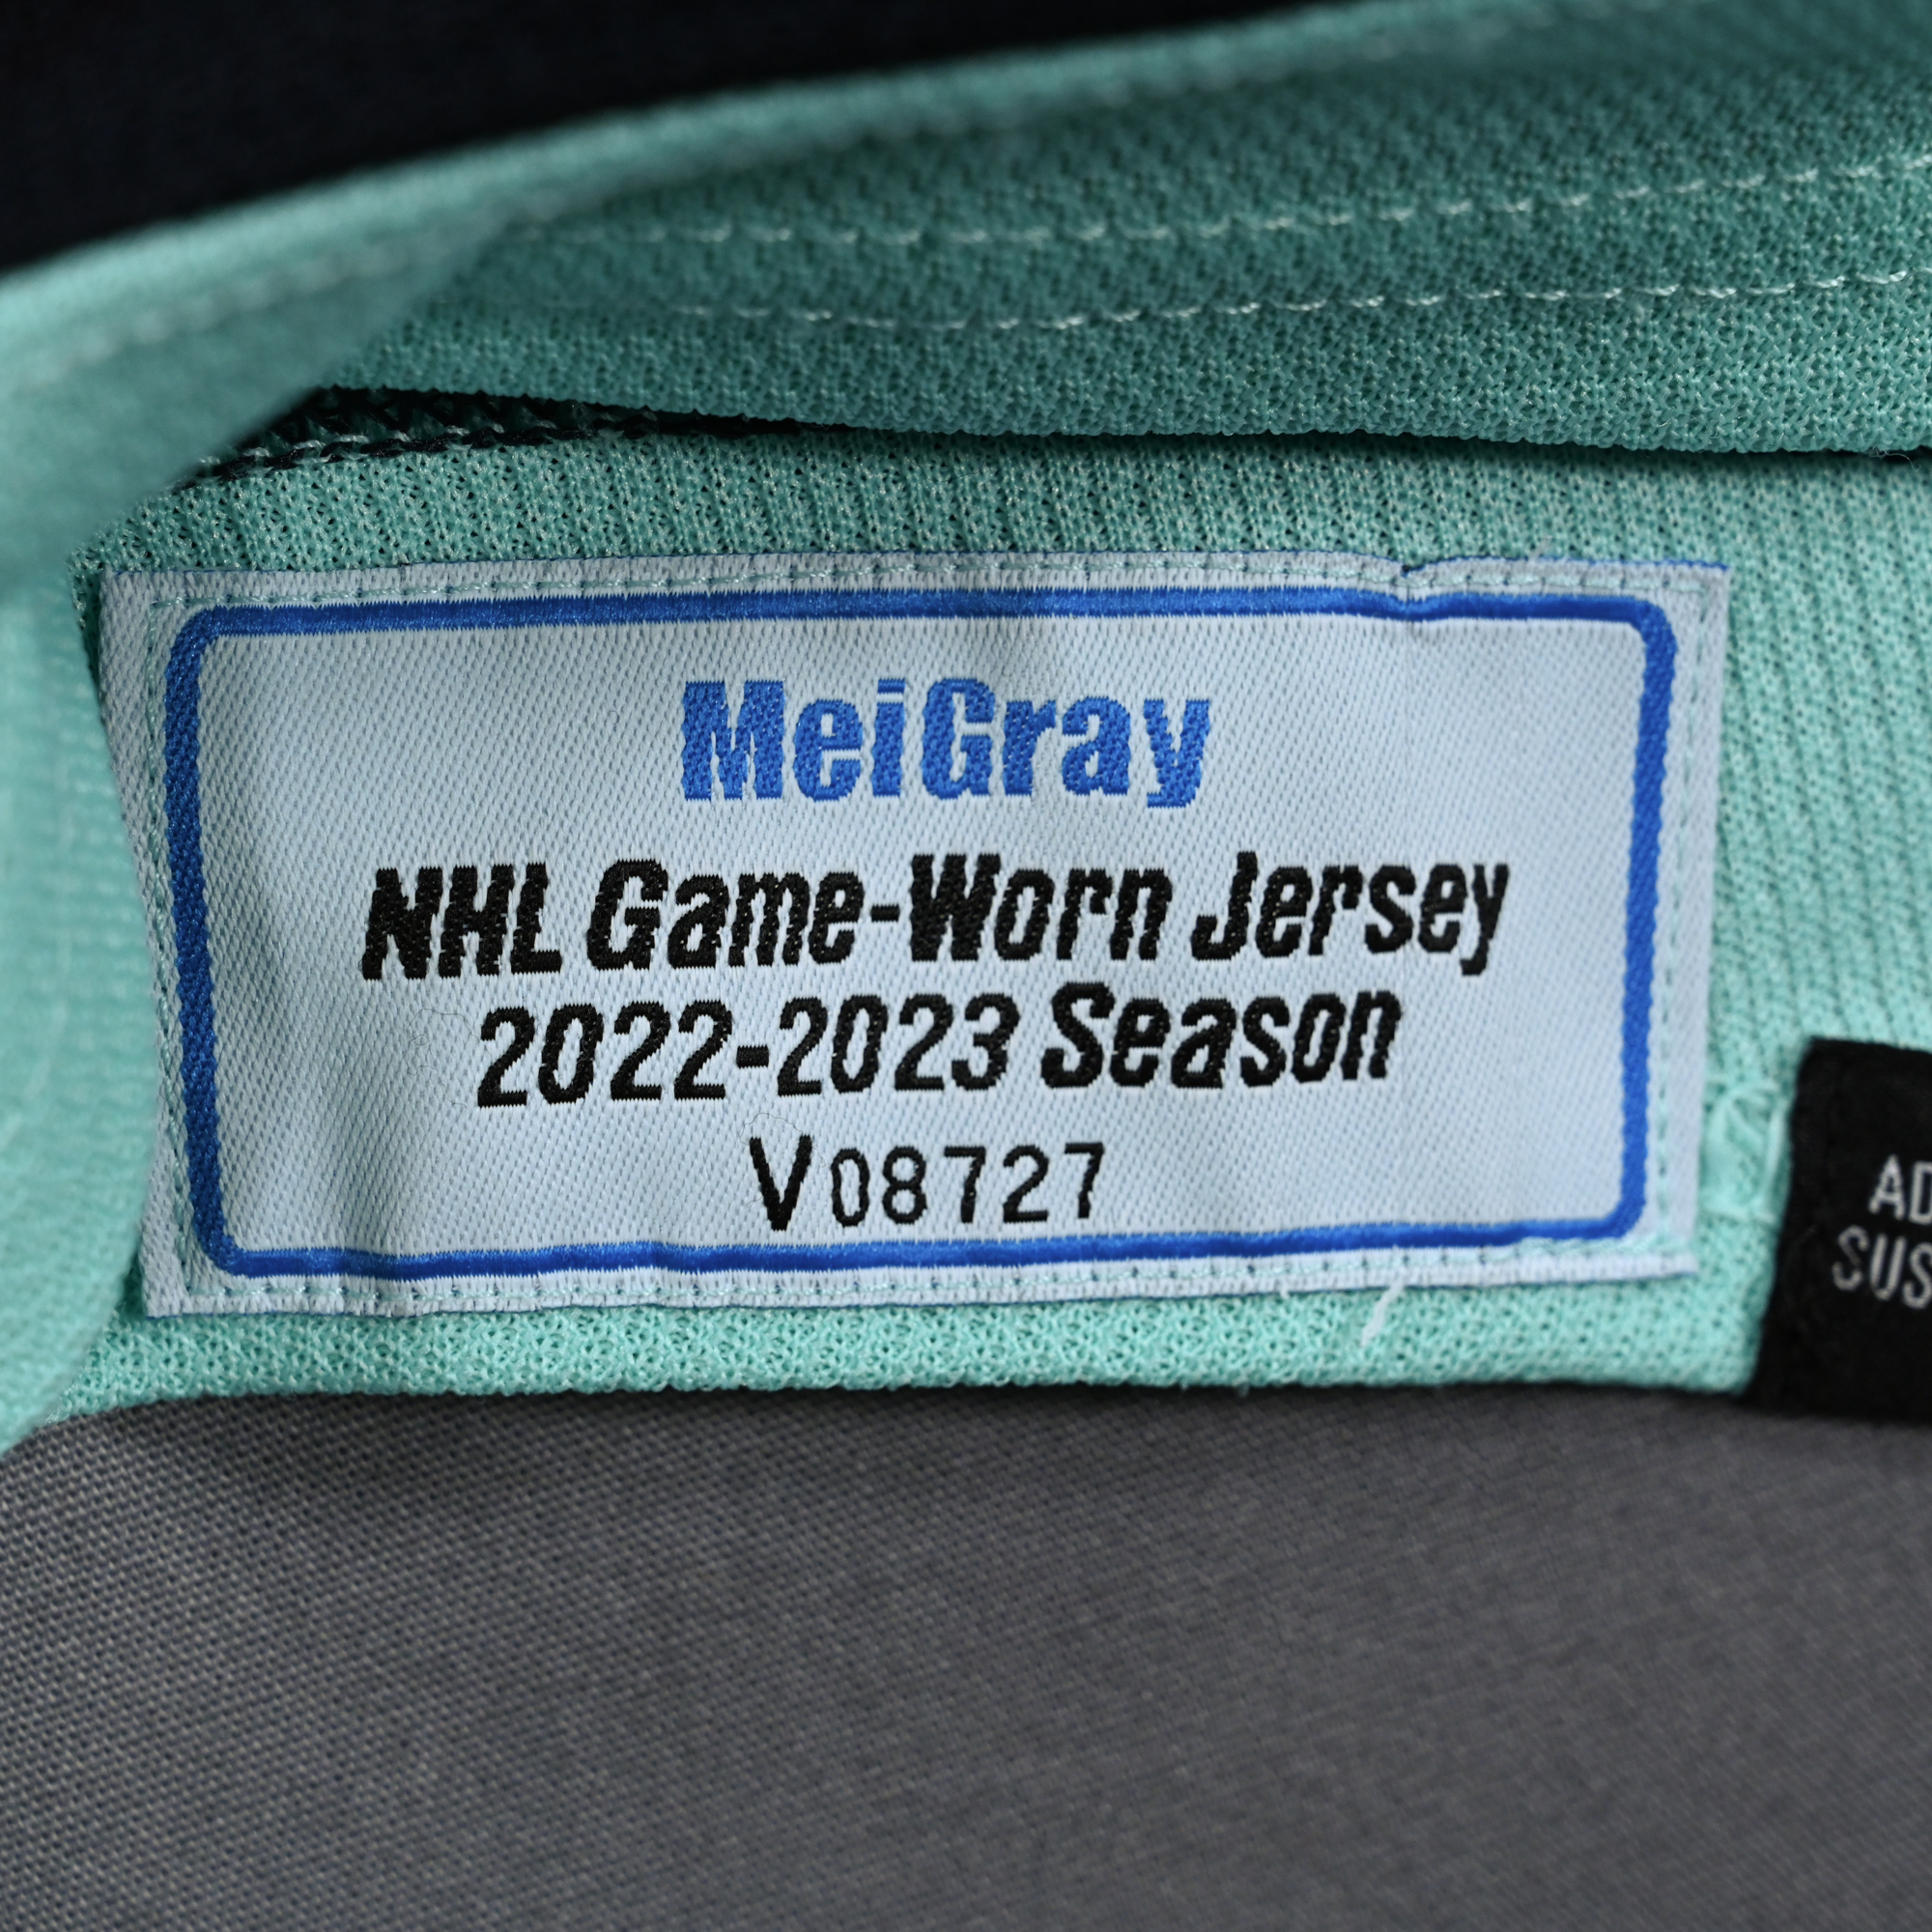 MeiGray
NHL Game-Worn Jersey
2022-2023 Season
V08727